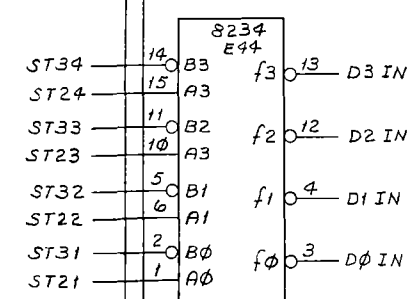 8234
E44
ST34 14 B3
f3 13 D3 IN
ST24 15 A3
ST33 11 B2
f2 12 D2 IN
ST23 10 A3
ST32 5 B1
f1 4 D1 IN
ST22 6 A1
ST31 2 BØ
fØ 3 DØ IN
ST21 1 AØ